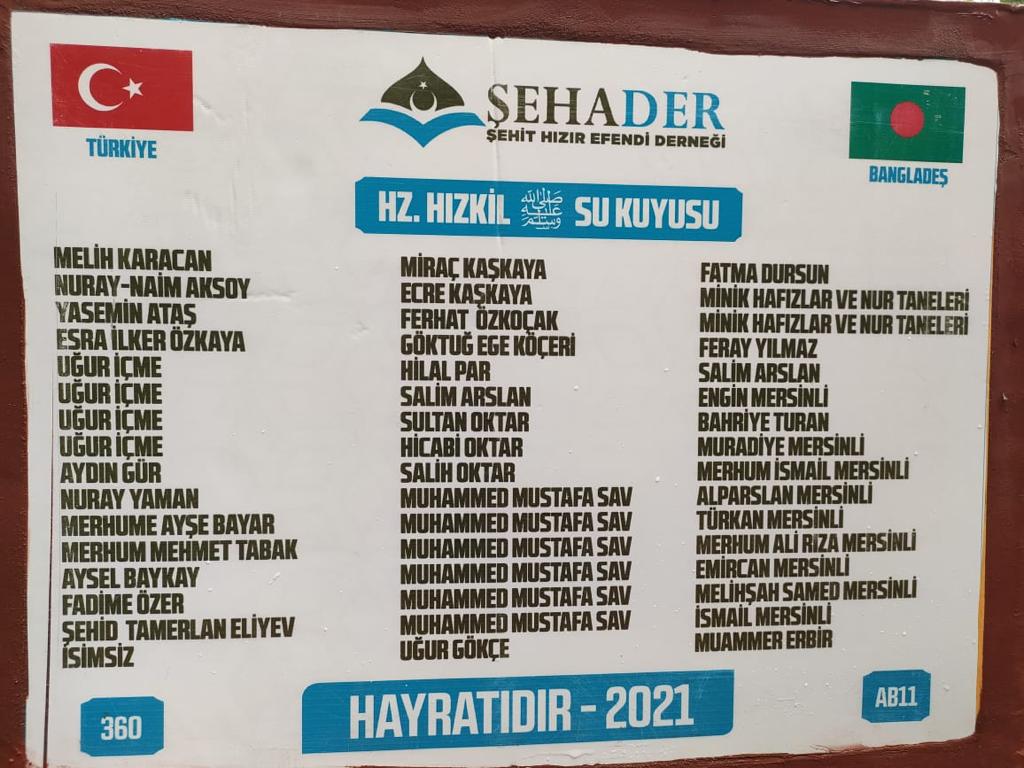 TÜRKİYE
ŞEHADER
ŞEHİT HIZIR EFENDİ DERNEĞİ
BANGLADEŞ
HZ. HIZKİL ﷺ SU KUYUSU
MELİH KARACAN
NURAY-NAİM AKSOY
YASEMİN ATAŞ
ESRA İLKER ÖZKAYA
UĞUR İÇME
UĞUR İÇME
UĞUR İÇME
UĞUR İÇME
AYDIN GÜR
NURAY YAMAN
MERHUME AYŞE BAYAR
MERHUM MEHMET TABAK
AYSEL BAYKAY
FADİME ÖZER
ŞEHİD TAMERLAN ELİYEV
İSİMSİZ
MİRAÇ KAŞKAYA
ECRE KAŞKAYA
FERHAT ÖZKOÇAK
GÖKTUĞ EGE KÖÇERİ
HİLAL PAR
SALİM ARSLAN
SULTAN OKTAR
HİCABİ OKTAR
SALİH OKTAR
MUHAMMED MUSTAFA SAV
MUHAMMED MUSTAFA SAV
MUHAMMED MUSTAFA SAV
MUHAMMED MUSTAFA SAV
MUHAMMED MUSTAFA SAV
MUHAMMED MUSTAFA SAV
UĞUR GÖKÇE
FATMA DURSUN
MİNİK HAFIZLAR VE NUR TANELERİ
MİNİK HAFIZLAR VE NUR TANELERİ
FERAY YILMAZ
SALİM ARSLAN
ENGİN MERSİNLİ
BAHRİYE TURAN
MURADİYE MERSİNLİ
MERHUM İSMAİL MERSİNLİ
ALPARSLAN MERSİNLİ
TÜRKAN MERSİNLİ
MERHUM ALİ RIZA MERSİNLİ
EMİRCAN MERSİNLİ
MELİHŞAH SAMED MERSİNLİ
İSMAİL MERSİNLİ
MUAMMER ERBİR
360
HAYRATIDIR - 2021
AB11